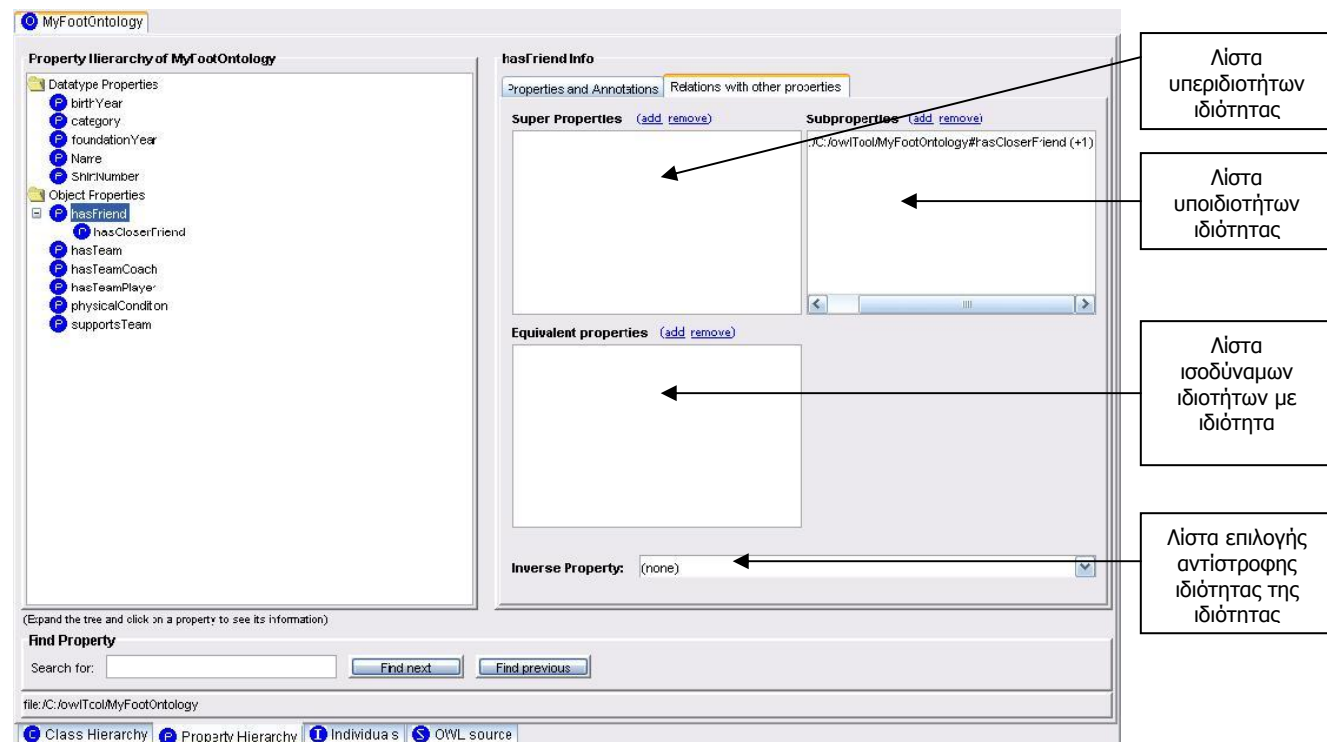 MyFootOntology
Property Hierarchy of MyFootOntology
Datatype Properties
birthYear
category
foundationYear
Name
ShirtNumber
Object Properties
hasFriend
hasCloserFriend
hasTeam
hasTeamCoach
hasTeamPlayer
physicalConditon
supportsTeam
(Expand the tree and click on a property to see its information)
hasFriend Info
Properties and Annotations
Relations with other properties
Super Properties (add remove)
Subproperties (add remove)
:/C:/owlTool/MyFootOntology#hasCloserFriend (+1)
Equivalent properties (add remove)
Inverse Property: (none)
Find Property
Search for:
Find next
Find previous
file:/C:/owlTool/MyFootOntology
Class Hierarchy
Property Hierarchy
Individuals
OWL source
Λίστα
υπεριδιοτήτων
ιδιότητας
Λίστα
υποιδιοτήτων
ιδιότητας
Λίστα
ισοδύναμων
ιδιοτήτων με
ιδιότητα
Λίστα επιλογής
αντίστροφης
ιδιότητας της
ιδιότητας